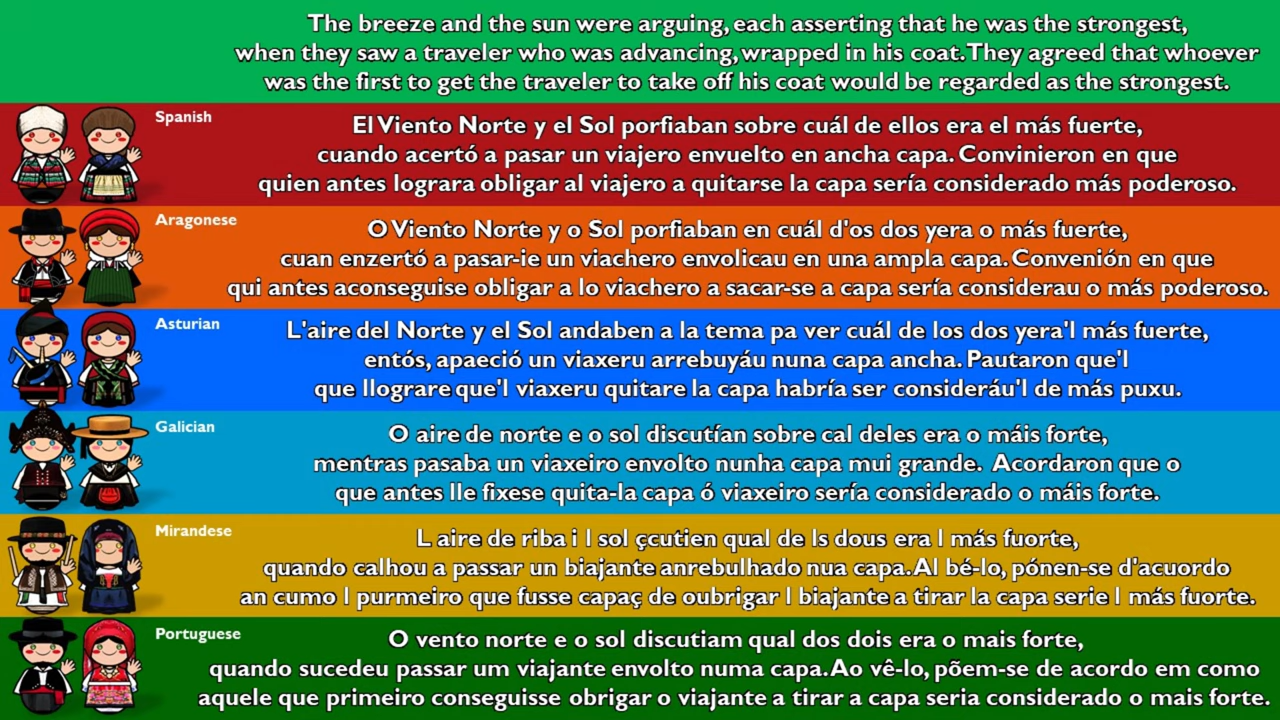 The breeze and the sun were arguing, each asserting that he was the strongest,
when they saw a traveler who was advancing, wrapped in his coat. They agreed that whoever
was the first to get the traveler to take off his coat would be regarded as the strongest.
Spanish
El Viento Norte y el Sol porfiaban sobre cuál de ellos era el más fuerte,
cuando acertó a pasar un viajero envuelto en ancha capa. Convinieron en que
quien antes lograra obligar al viajero a quitarse la capa sería considerado más poderoso.
Aragonese
O Viento Norte y o Sol porfiaban en cuál d'os dos yera o más fuerte,
cuan enzertó a pasar-ie un viachero envolicau en una ampla capa. Convenión en que
qui antes aconseguise obligar a lo viachero a sacar-se a capa sería considerau o más poderoso.
Asturian
L'aire del Norte y el Sol andaben a la tema pa ver cuál de los dos yera'l más fuerte,
entós, apaeció un viaxeru arrebuyáu nuna capa ancha. Pautaron que'l
que llograre que'l viaxeru quitare la capa habría ser consideráu'l de más puxu.
Galician
O aire de norte e o sol discutían sobre cal deles era o máis forte,
mentras pasaba un viaxeiro envolto nunha capa mui grande. Acordaron que o
que antes lle fixese quita-la capa ó viaxeiro sería considerado o máis forte.
Mirandese
L aire de riba i l sol çcutien qual de ls dous era l más fuorte,
quando calhou a passar un biajante anrebulhado nua capa. Al bé-lo, pónen-se d'acuordo
an cumo l purmeiro que fusse capaç de oubrigar l biajante a tirar la capa serie l más fuorte.
Portuguese
O vento norte e o sol discutiam qual dos dois era o mais forte,
quando sucedeu passar um viajante envolto numa capa. Ao vê-lo, põem-se de acordo em como
aquele que primeiro conseguisse obrigar o viajante a tirar a capa seria considerado o mais forte.